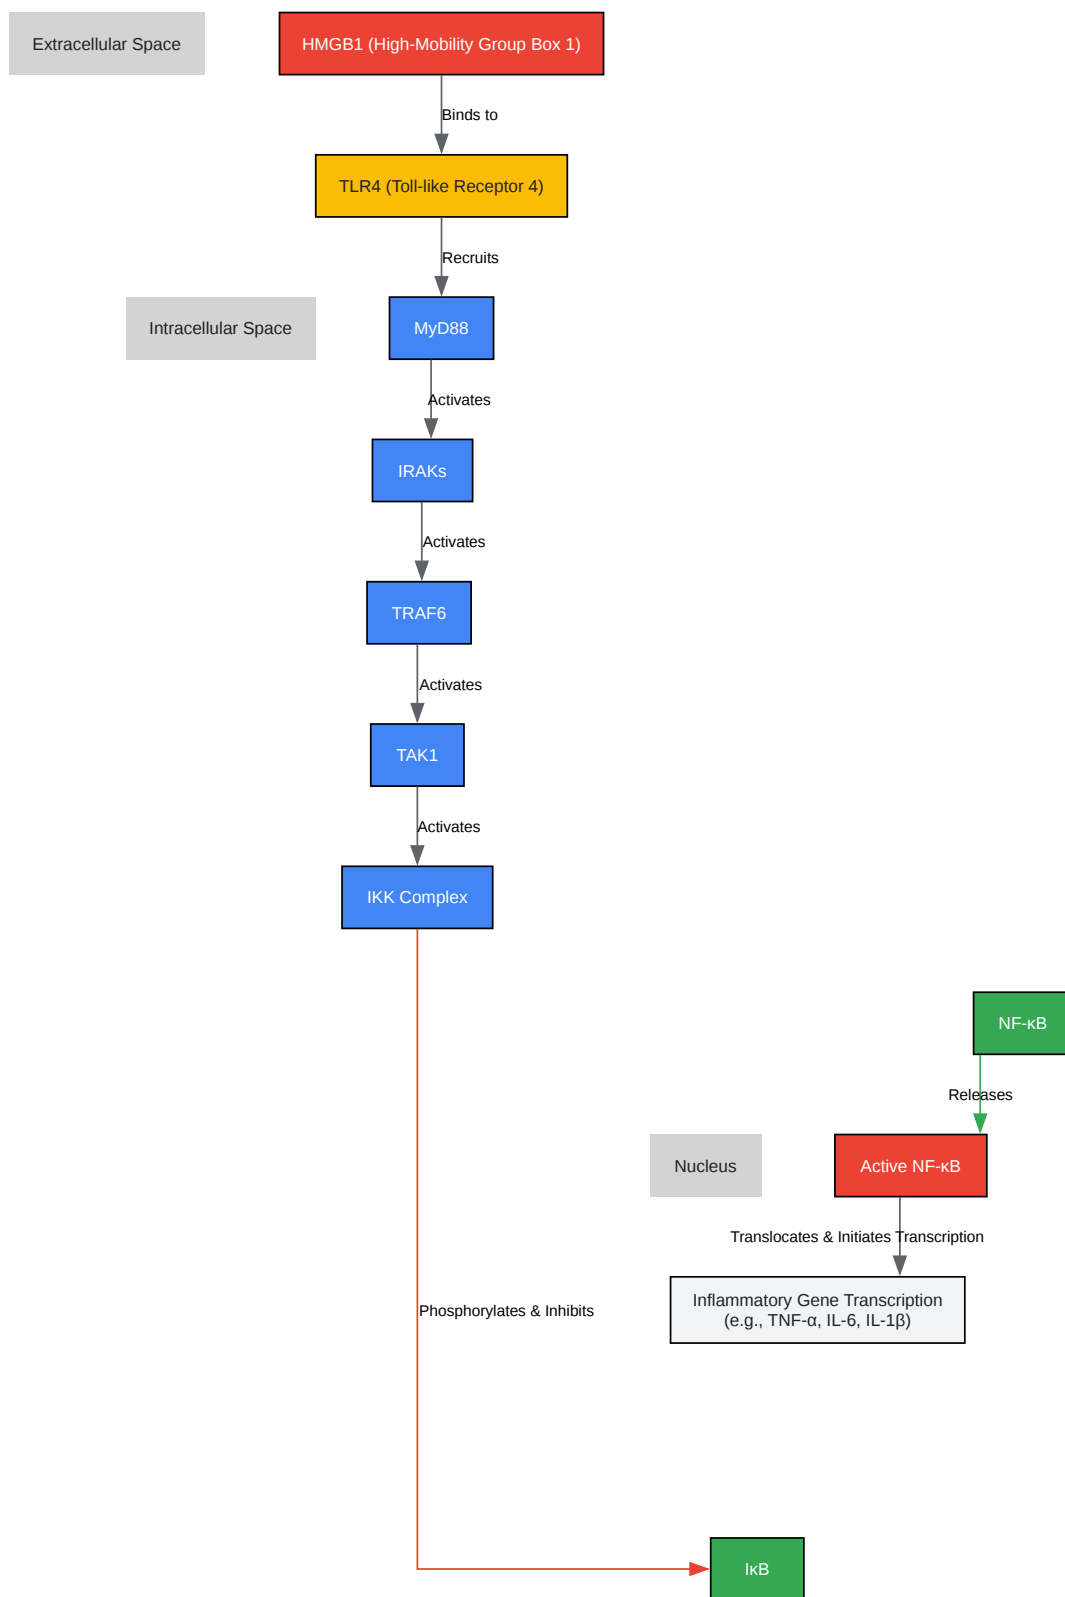 Extracellular Space
HMGB1 (High-Mobility Group Box 1)
Binds to
TLR4 (Toll-like Receptor 4)
Recruits
Intracellular Space
MyD88
Activates
IRAKs
Activates
TRAF6
Activates
TAK1
Activates
IKK Complex
NF-κB
Releases
Nucleus
Active NF-κB
Translocates & Initiates Transcription
Inflammatory Gene Transcription
(e.g., TNF-α, IL-6, IL-1β)
Phosphorylates & Inhibits
IκB